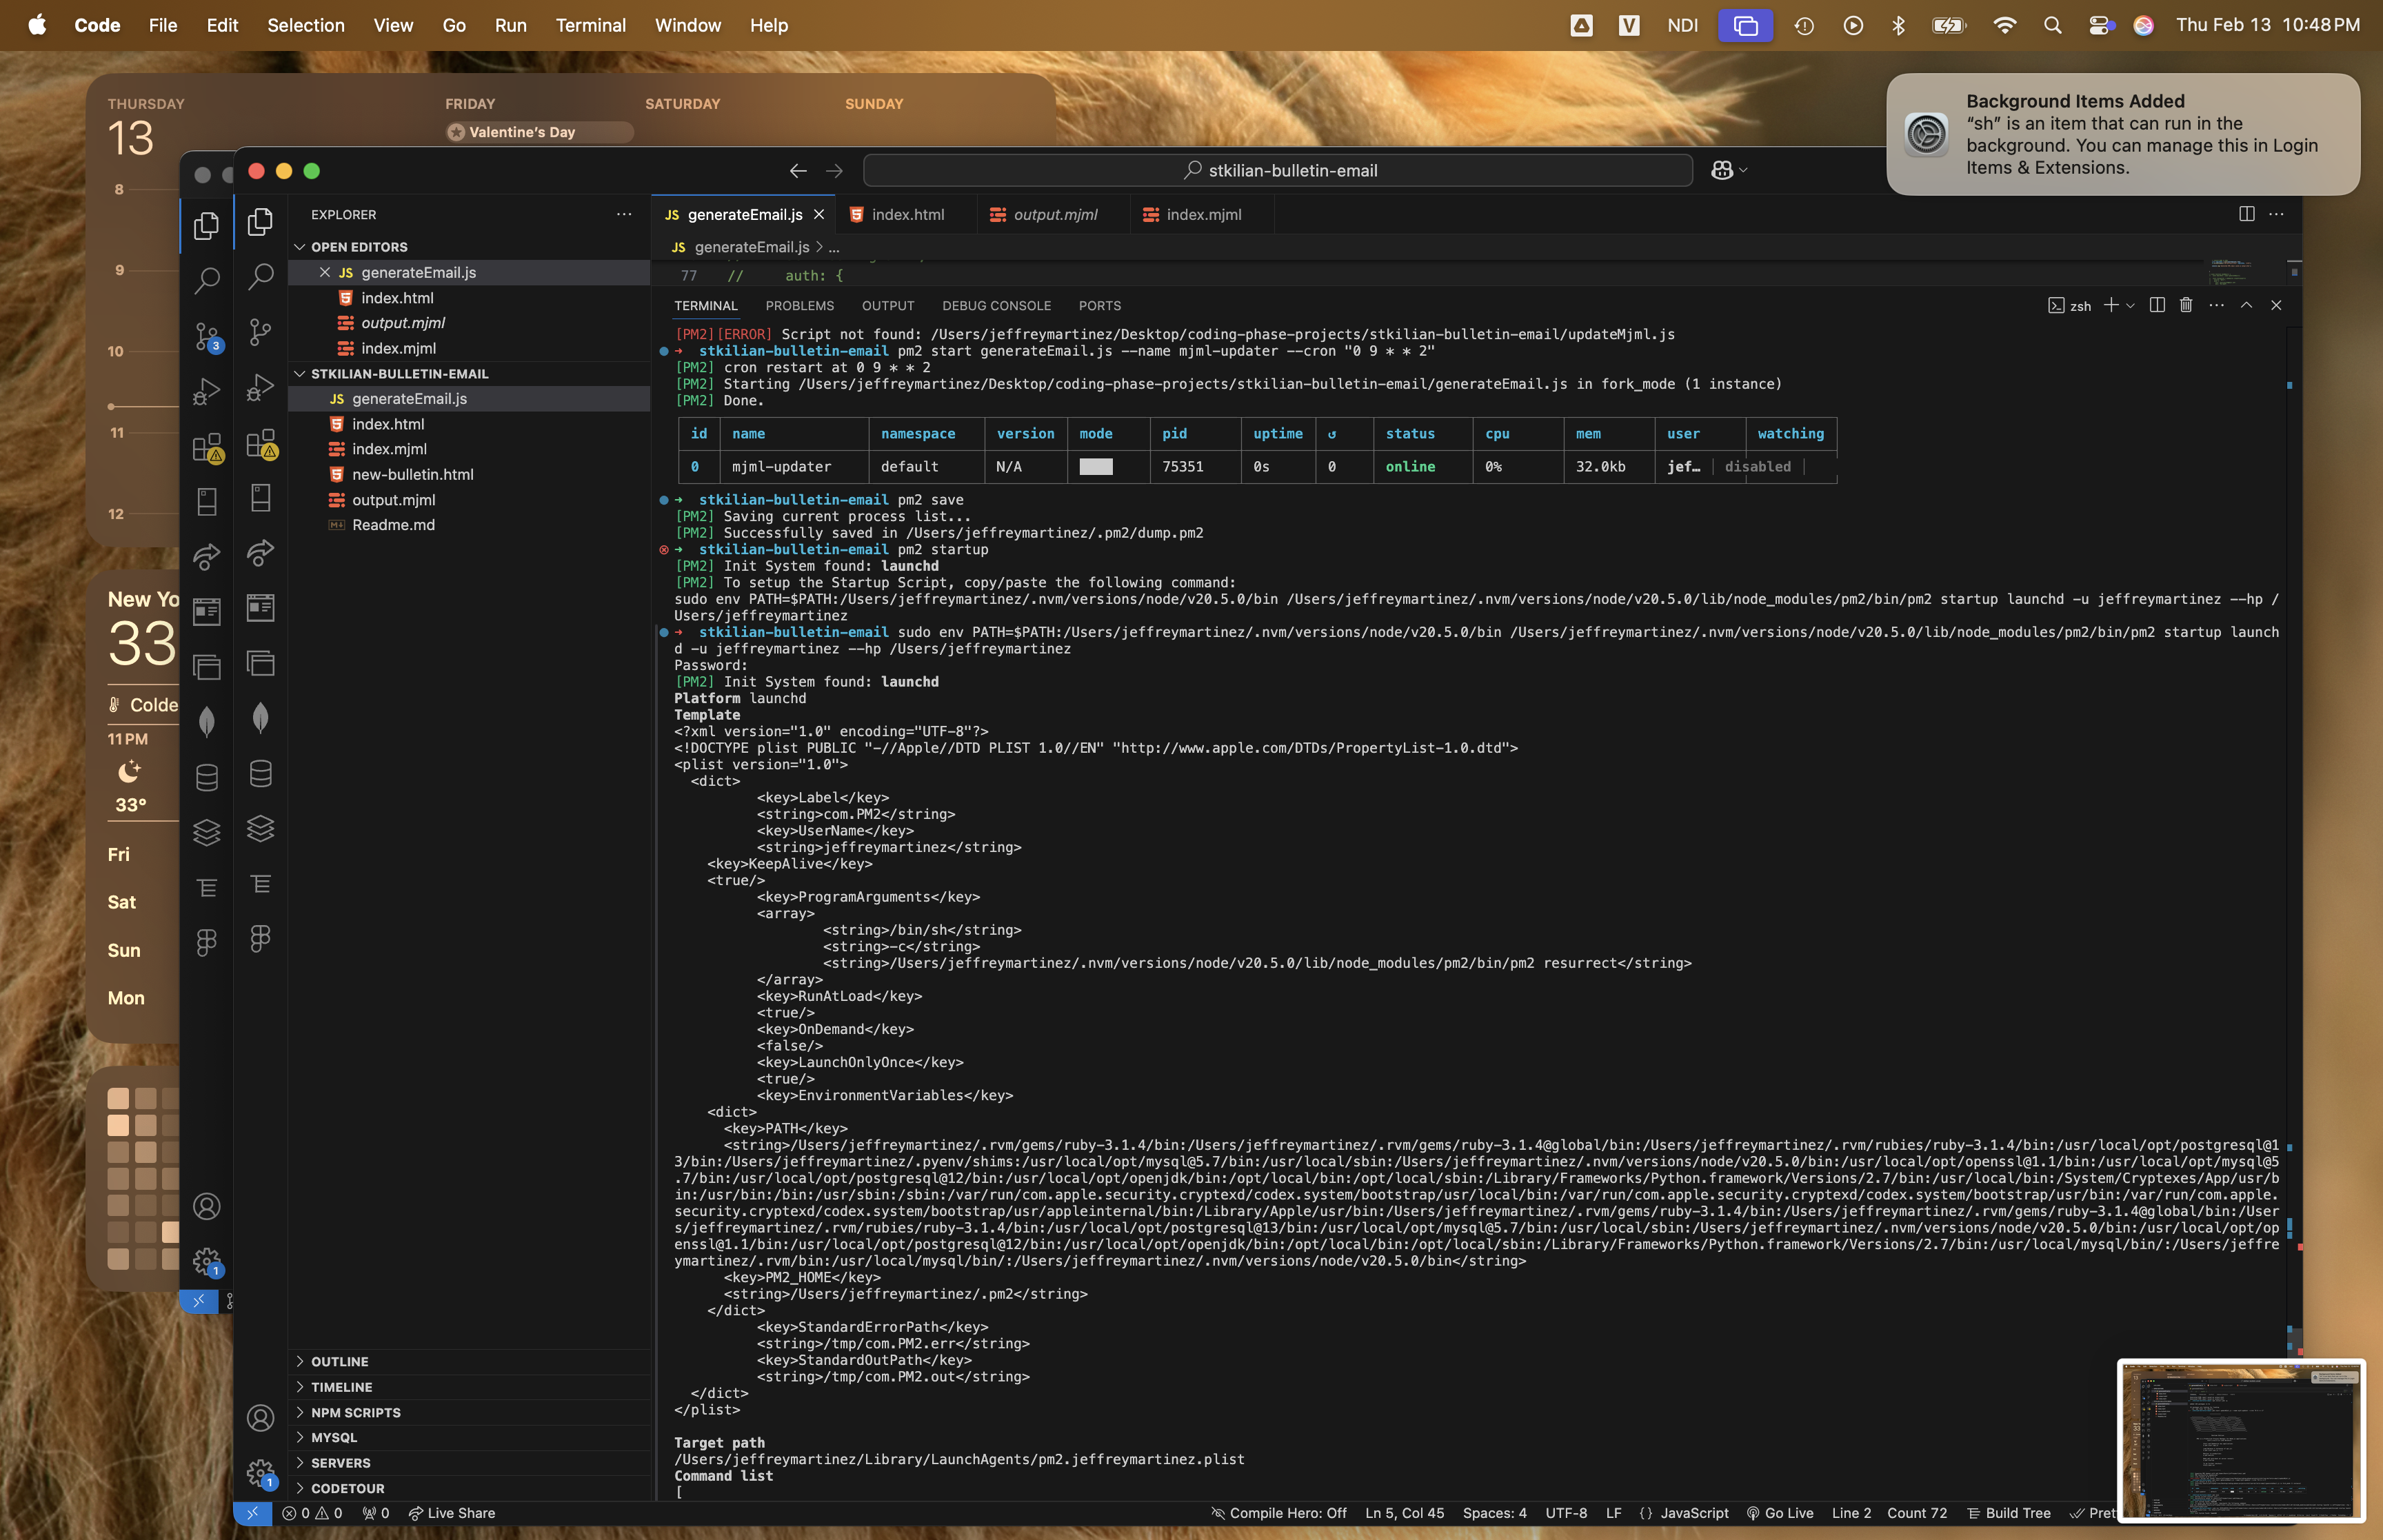 Code File Edit Selection View Go Run Terminal Window Help
NDI
Thu Feb 13 10:48 PM
Background Items Added
“sh” is an item that can run in the
background. You can manage this in Login
Items & Extensions.
THURSDAY
13
FRIDAY
SATURDAY
SUNDAY
Valentine’s Day
8
9
10
11
12
New Yo
33
Colde
11PM
33°
Fri
Sat
Sun
Mon
stkilian-bulletin-email
EXPLORER
OPEN EDITORS
JS generateEmail.js
index.html
output.mjml
index.mjml
STKILIAN-BULLETIN-EMAIL
JS generateEmail.js
index.html
index.mjml
new-bulletin.html
output.mjml
Readme.md
OUTLINE
TIMELINE
NPM SCRIPTS
MYSQL
SERVERS
CODETOUR
3
1
1
JS generateEmail.js
index.html
output.mjml
index.mjml
JS generateEmail.js > ...
77 // auth: {
TERMINAL PROBLEMS OUTPUT DEBUG CONSOLE PORTS
zsh
[PM2][ERROR] Script not found: /Users/jeffreymartinez/Desktop/coding-phase-projects/stkilian-bulletin-email/updateMjml.js
➜ stkilian-bulletin-email pm2 start generateEmail.js --name mjml-updater --cron "0 9 * * 2"
[PM2] cron restart at 0 9 * * 2
[PM2] Starting /Users/jeffreymartinez/Desktop/coding-phase-projects/stkilian-bulletin-email/generateEmail.js in fork_mode (1 instance)
[PM2] Done.
id name namespace version mode pid uptime ↺ status cpu mem user watching
0 mjml-updater default N/A 75351 0s 0 online 0% 32.0kb jef… disabled
➜ stkilian-bulletin-email pm2 save
[PM2] Saving current process list...
[PM2] Successfully saved in /Users/jeffreymartinez/.pm2/dump.pm2
➜ stkilian-bulletin-email pm2 startup
[PM2] Init System found: launchd
[PM2] To setup the Startup Script, copy/paste the following command:
sudo env PATH=$PATH:/Users/jeffreymartinez/.nvm/versions/node/v20.5.0/bin /Users/jeffreymartinez/.nvm/versions/node/v20.5.0/lib/node_modules/pm2/bin/pm2 startup launchd -u jeffreymartinez --hp /
Users/jeffreymartinez
➜ stkilian-bulletin-email sudo env PATH=$PATH:/Users/jeffreymartinez/.nvm/versions/node/v20.5.0/bin /Users/jeffreymartinez/.nvm/versions/node/v20.5.0/lib/node_modules/pm2/bin/pm2 startup launch
d -u jeffreymartinez --hp /Users/jeffreymartinez
Password:
[PM2] Init System found: launchd
Platform launchd
Template
<?xml version="1.0" encoding="UTF-8"?>
<!DOCTYPE plist PUBLIC "-//Apple//DTD PLIST 1.0//EN" "http://www.apple.com/DTDs/PropertyList-1.0.dtd">
<plist version="1.0">
<dict>
<key>Label</key>
<string>com.PM2</string>
<key>UserName</key>
<string>jeffreymartinez</string>
<key>KeepAlive</key>
<true/>
<key>ProgramArguments</key>
<array>
<string>/bin/sh</string>
<string>-c</string>
<string>/Users/jeffreymartinez/.nvm/versions/node/v20.5.0/lib/node_modules/pm2/bin/pm2 resurrect</string>
</array>
<key>RunAtLoad</key>
<true/>
<key>OnDemand</key>
<false/>
<key>LaunchOnlyOnce</key>
<true/>
<key>EnvironmentVariables</key>
<dict>
<key>PATH</key>
<string>/Users/jeffreymartinez/.rvm/gems/ruby-3.1.4/bin:/Users/jeffreymartinez/.rvm/gems/ruby-3.1.4@global/bin:/Users/jeffreymartinez/.rvm/rubies/ruby-3.1.4/bin:/usr/local/opt/postgresql@1
3/bin:/Users/jeffreymartinez/.pyenv/shims:/usr/local/opt/mysql@5.7/bin:/usr/local/sbin:/Users/jeffreymartinez/.nvm/versions/node/v20.5.0/bin:/usr/local/opt/openssl@1.1/bin:/usr/local/opt/mysql@5
.7/bin:/usr/local/opt/postgresql@12/bin:/usr/local/opt/openjdk/bin:/opt/local/bin:/opt/local/sbin:/Library/Frameworks/Python.framework/Versions/2.7/bin:/usr/local/bin:/System/Cryptexes/App/usr/b
in:/usr/bin:/bin:/usr/sbin:/sbin:/var/run/com.apple.security.cryptexd/codex.system/bootstrap/usr/local/bin:/var/run/com.apple.security.cryptexd/codex.system/bootstrap/usr/bin:/var/run/com.apple.
security.cryptexd/codex.system/bootstrap/usr/appleinternal/bin:/Library/Apple/usr/bin:/Users/jeffreymartinez/.rvm/gems/ruby-3.1.4/bin:/Users/jeffreymartinez/.rvm/gems/ruby-3.1.4@global/bin:/User
s/jeffreymartinez/.rvm/rubies/ruby-3.1.4/bin:/usr/local/opt/postgresql@13/bin:/usr/local/opt/mysql@5.7/bin:/usr/local/sbin:/Users/jeffreymartinez/.nvm/versions/node/v20.5.0/bin:/usr/local/opt/op
enssl@1.1/bin:/usr/local/opt/postgresql@12/bin:/usr/local/opt/openjdk/bin:/opt/local/bin:/opt/local/sbin:/Library/Frameworks/Python.framework/Versions/2.7/bin:/usr/local/mysql/bin/:/Users/jeffre
ymartinez/.rvm/bin:/usr/local/mysql/bin/:/Users/jeffreymartinez/.nvm/versions/node/v20.5.0/bin</string>
<key>PM2_HOME</key>
<string>/Users/jeffreymartinez/.pm2</string>
</dict>
<key>StandardErrorPath</key>
<string>/tmp/com.PM2.err</string>
<key>StandardOutPath</key>
<string>/tmp/com.PM2.out</string>
</dict>
</plist>
Target path
/Users/jeffreymartinez/Library/LaunchAgents/pm2.jeffreymartinez.plist
Command list
[
0 0 0 Live Share Compile Hero: Off Ln 5, Col 45 Spaces: 4 UTF-8 LF {} JavaScript Go Live Line 2 Count 72 Build Tree Pret